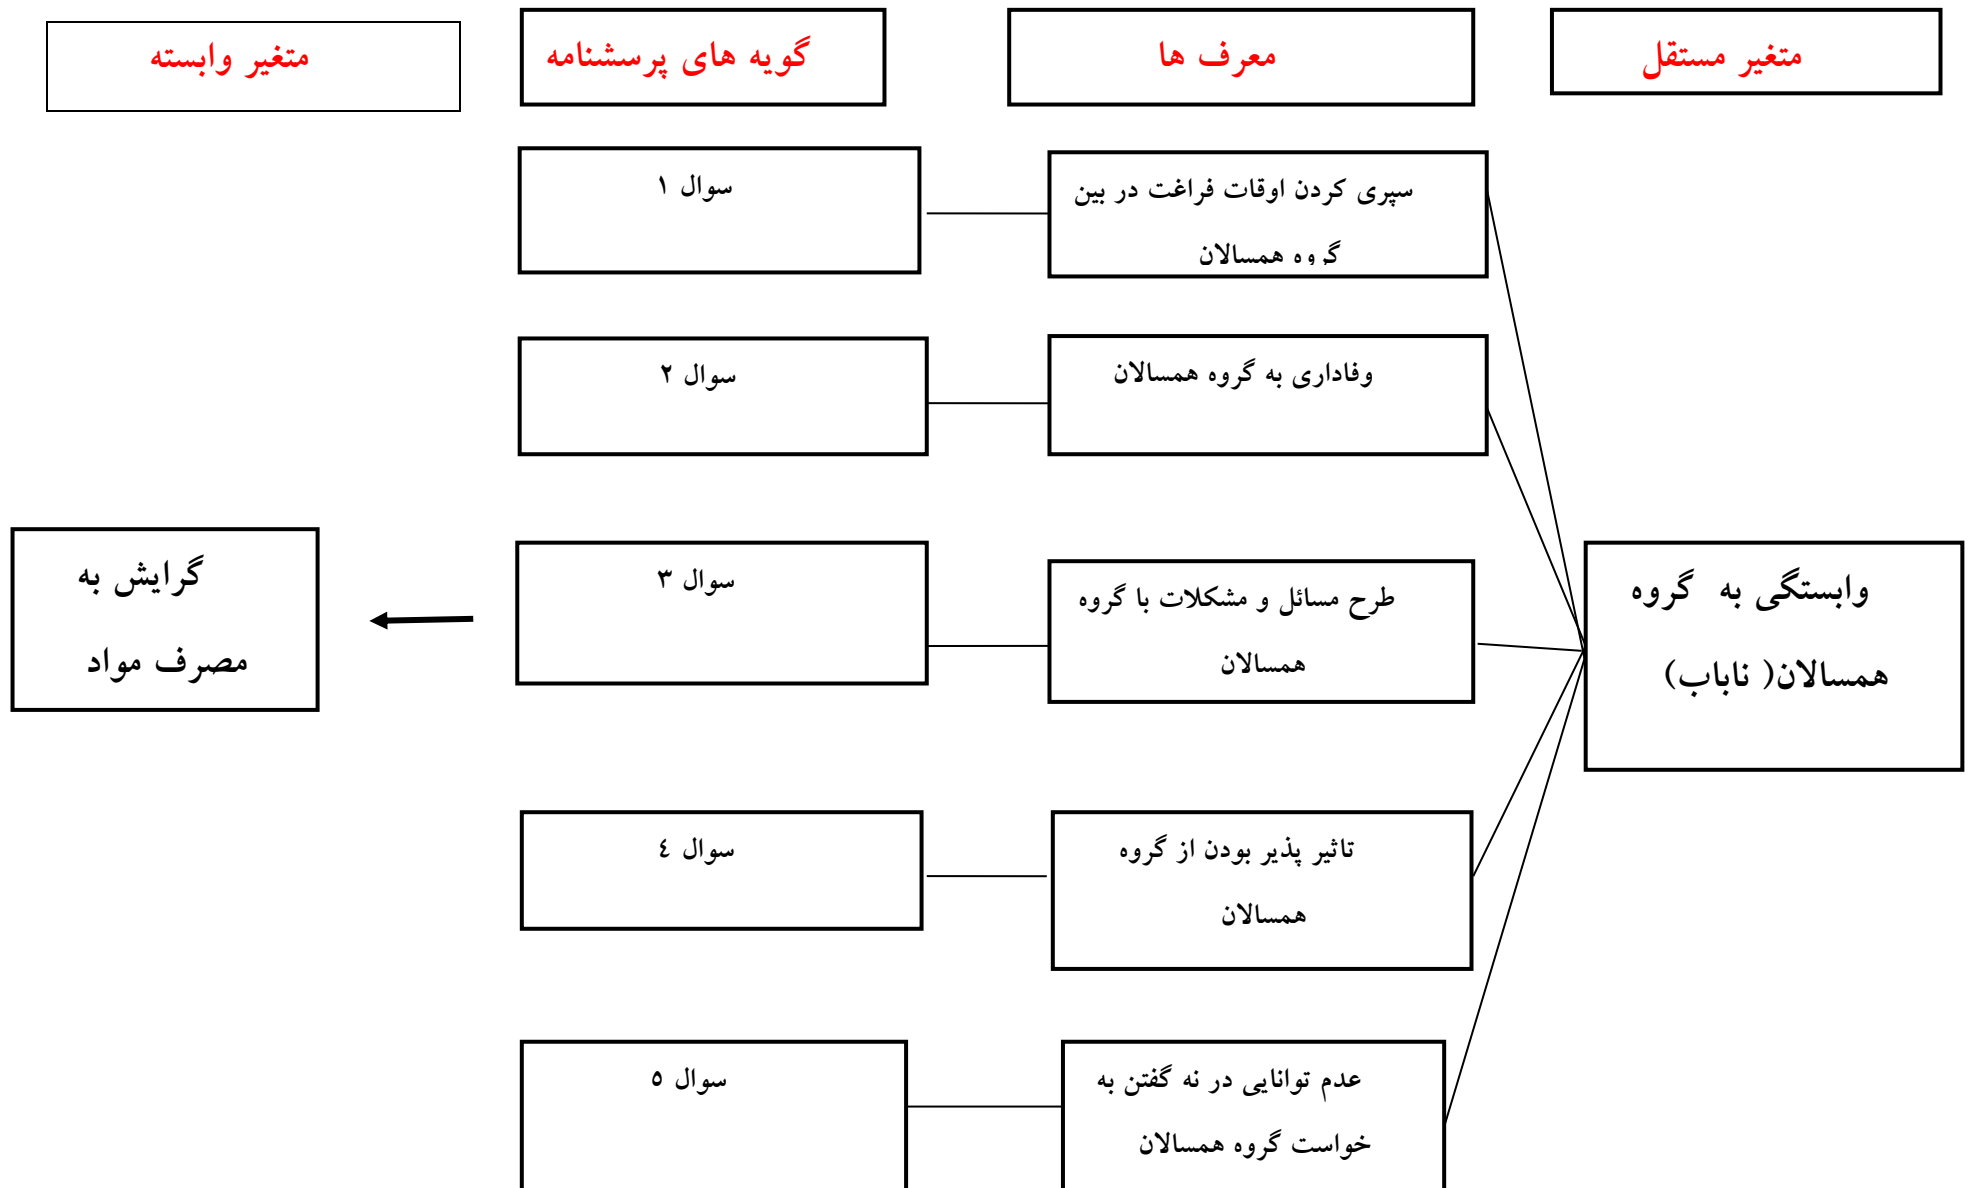 متغیر مستقل
معرف ها
گویه های پرسشنامه
متغیر وابسته
سپری کردن اوقات فراغت در بین
گروه همسالان
سوال ۱
وفاداری به گروه همسالان
سوال ۲
وابستگی به گروه
همسالان( ناباب)
طرح مسائل و مشکلات با گروه
همسالان
سوال ۳
گرایش به
مصرف مواد
تاثیر پذیر بودن از گروه
همسالان
سوال ٤
عدم توانایی در نه گفتن به
خواست گروه همسالان
سوال ٥